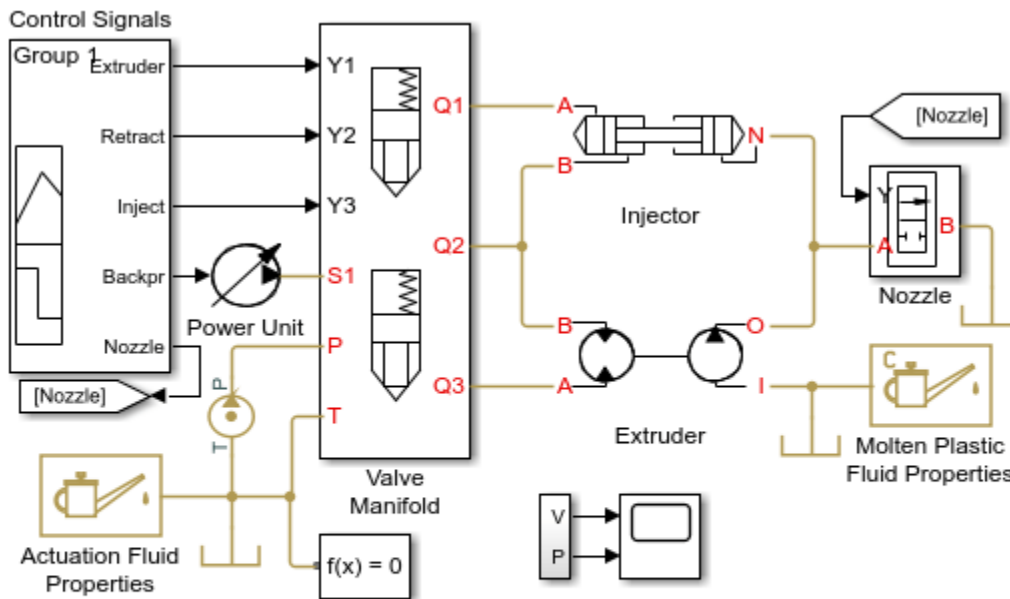 Control Signals
Group 1
Extruder
Retract
Inject
Backpr
Nozzle
[Nozzle]
Power Unit
P
T
Y1
Y2
Y3
S1
P
T
Q1
Q2
Q3
Valve
Manifold
A
B
N
Injector
B
A
O
I
Extruder
[Nozzle]
Y
A
B
Nozzle
C
Molten Plastic
Fluid Properties
Actuation Fluid
Properties
f(x) = 0
V
P